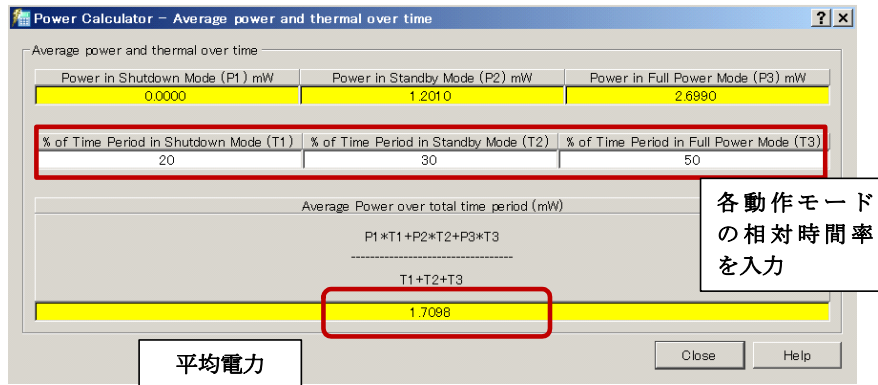 Power Calculator - Average power and thermal over time
Average power and thermal over time
Power in Shutdown Mode (P1) mW Power in Standby Mode (P2) mW Power in Full Power Mode (P3) mW
0.0000 1.2010 2.6990
% of Time Period in Shutdown Mode (T1) % of Time Period in Standby Mode (T2) % of Time Period in Full Power Mode (T3)
20 30 50
各動作モード
の相対時間率
を入力
Average Power over total time period (mW)
P1*T1+P2*T2+P3*T3
----------------------------------
T1+T2+T3
1.7098
平均電力
Close Help